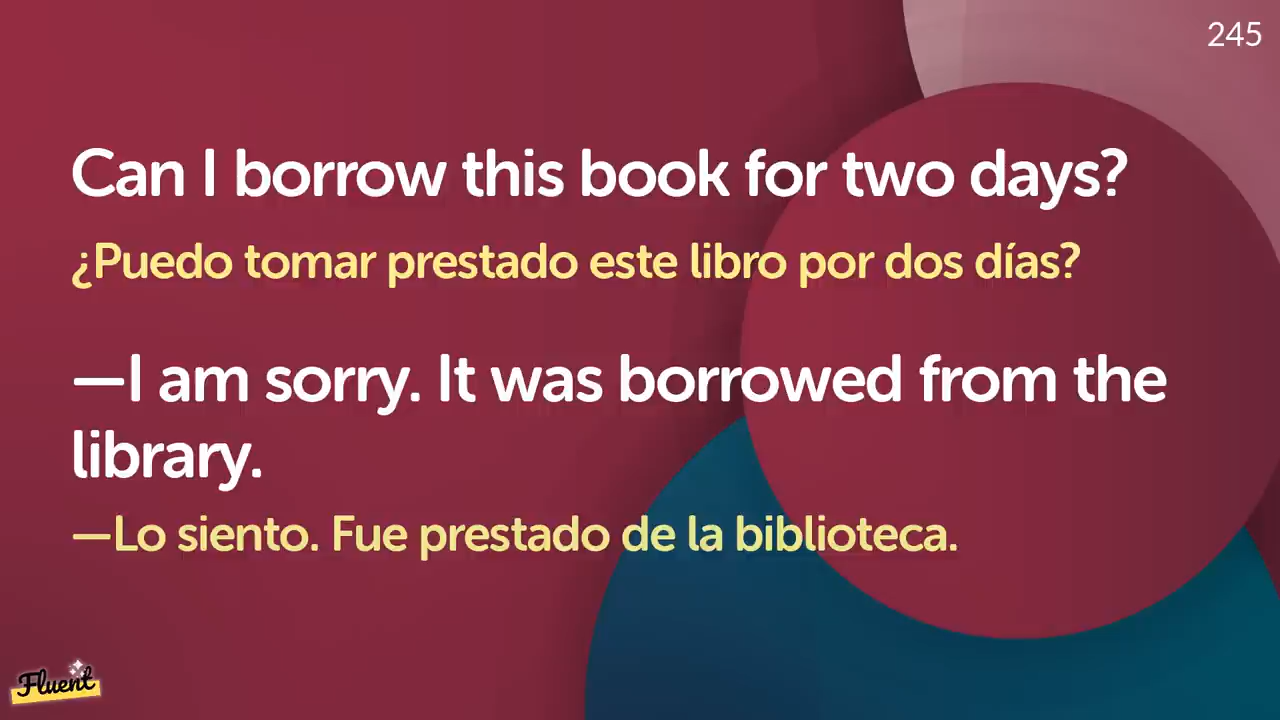 245
Can I borrow this book for two days?
¿Puedo tomar prestado este libro por dos días?
—I am sorry. It was borrowed from the
library.
—Lo siento. Fue prestado de la biblioteca.
Fluent